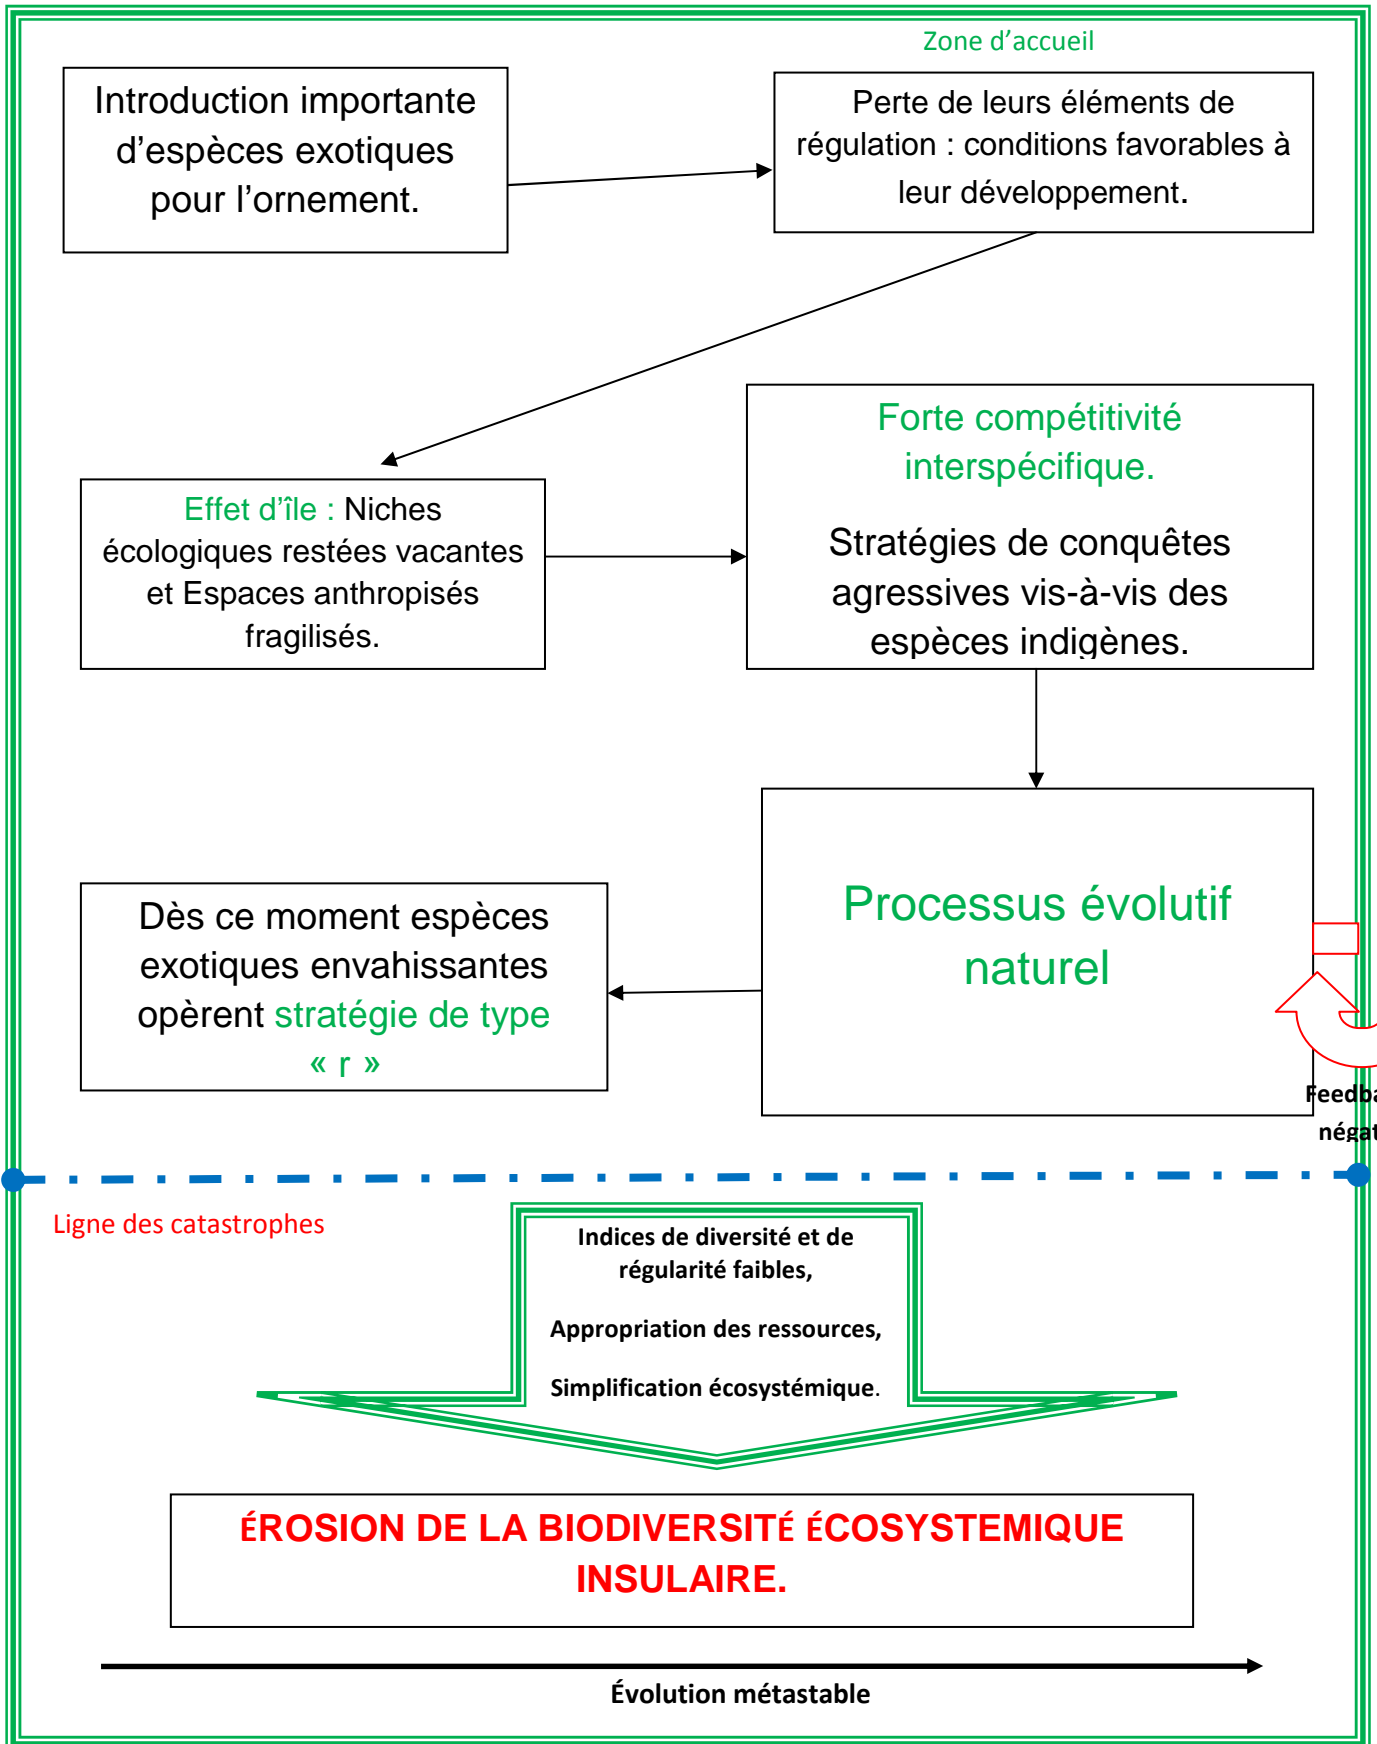 Zone d’accueil
Introduction importante
d’espèces exotiques
pour l’ornement.
Perte de leurs éléments de
régulation : conditions favorables à
leur développement.
Effet d’île : Niches
écologiques restées vacantes
et Espaces anthropisés
fragilisés.
Forte compétitivité
interspécifique.
Stratégies de conquêtes
agressives vis-à-vis des
espèces indigènes.
Processus évolutif
naturel
Dès ce moment espèces
exotiques envahissantes
opèrent stratégie de type
« r »
Ligne des catastrophes
Indices de diversité et de
régularité faibles,
Appropriation des ressources,
Simplification écosystémique.
ÉROSION DE LA BIODIVERSITÉ ÉCOSYSTEMIQUE
INSULAIRE.
Évolution métastable